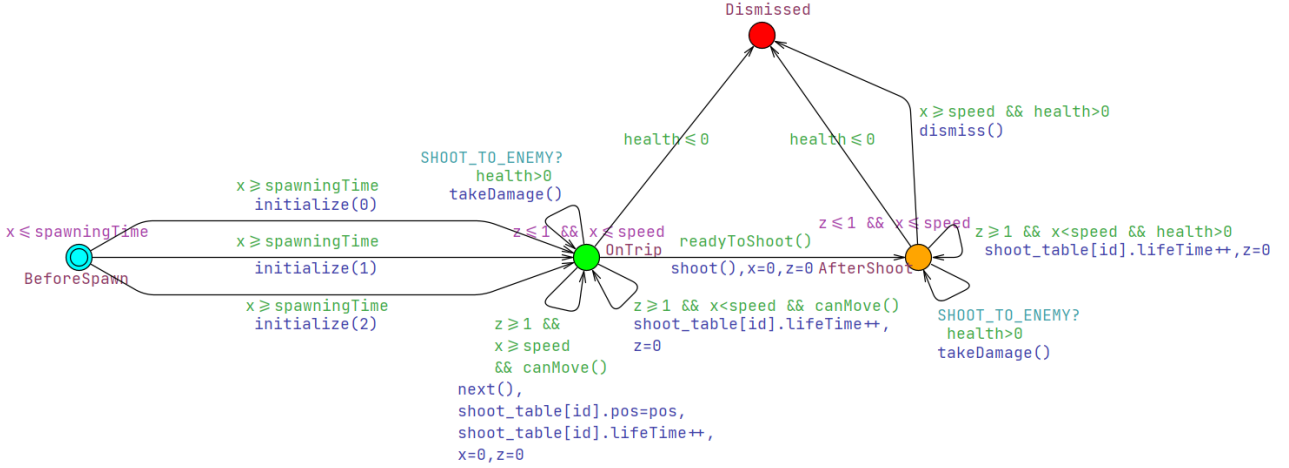 Dismissed
x≥speed && health>0
dismiss()
health≤0
health≤0
SHOOT_TO_ENEMY?
health>0
takeDamage()
x≥spawningTime
initialize(0)
x≤spawningTime
z≤1 && x≤speed
z≤1 && x≤speed
x≥spawningTime
initialize(1)
BeforeSpawn
OnTrip
readyToShoot()
shoot(),x=0,z=0
AfterShoot
z≥1 && x<speed && health>0
shoot_table[id].lifeTime++,z=0
x≥spawningTime
initialize(2)
z≥1 && x<speed && canMove()
shoot_table[id].lifeTime++,
z=0
SHOOT_TO_ENEMY?
health>0
takeDamage()
z≥1 &&
x≥speed
&& canMove()
next(),
shoot_table[id].pos=pos,
shoot_table[id].lifeTime++,
x=0,z=0